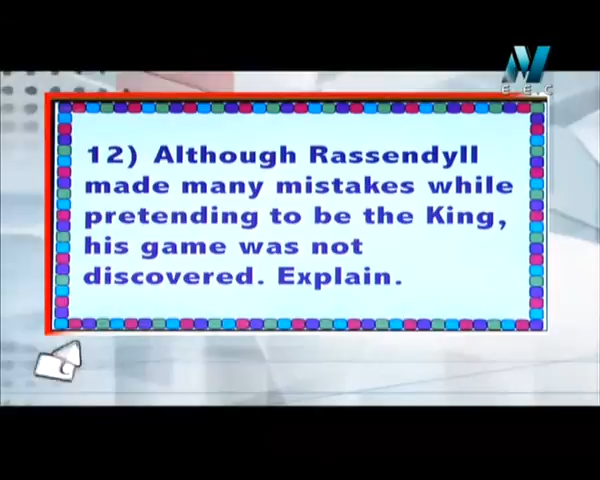 N
E.E.C
12) Although Rassendyll
made many mistakes while
pretending to be the King,
his game was not
discovered. Explain.